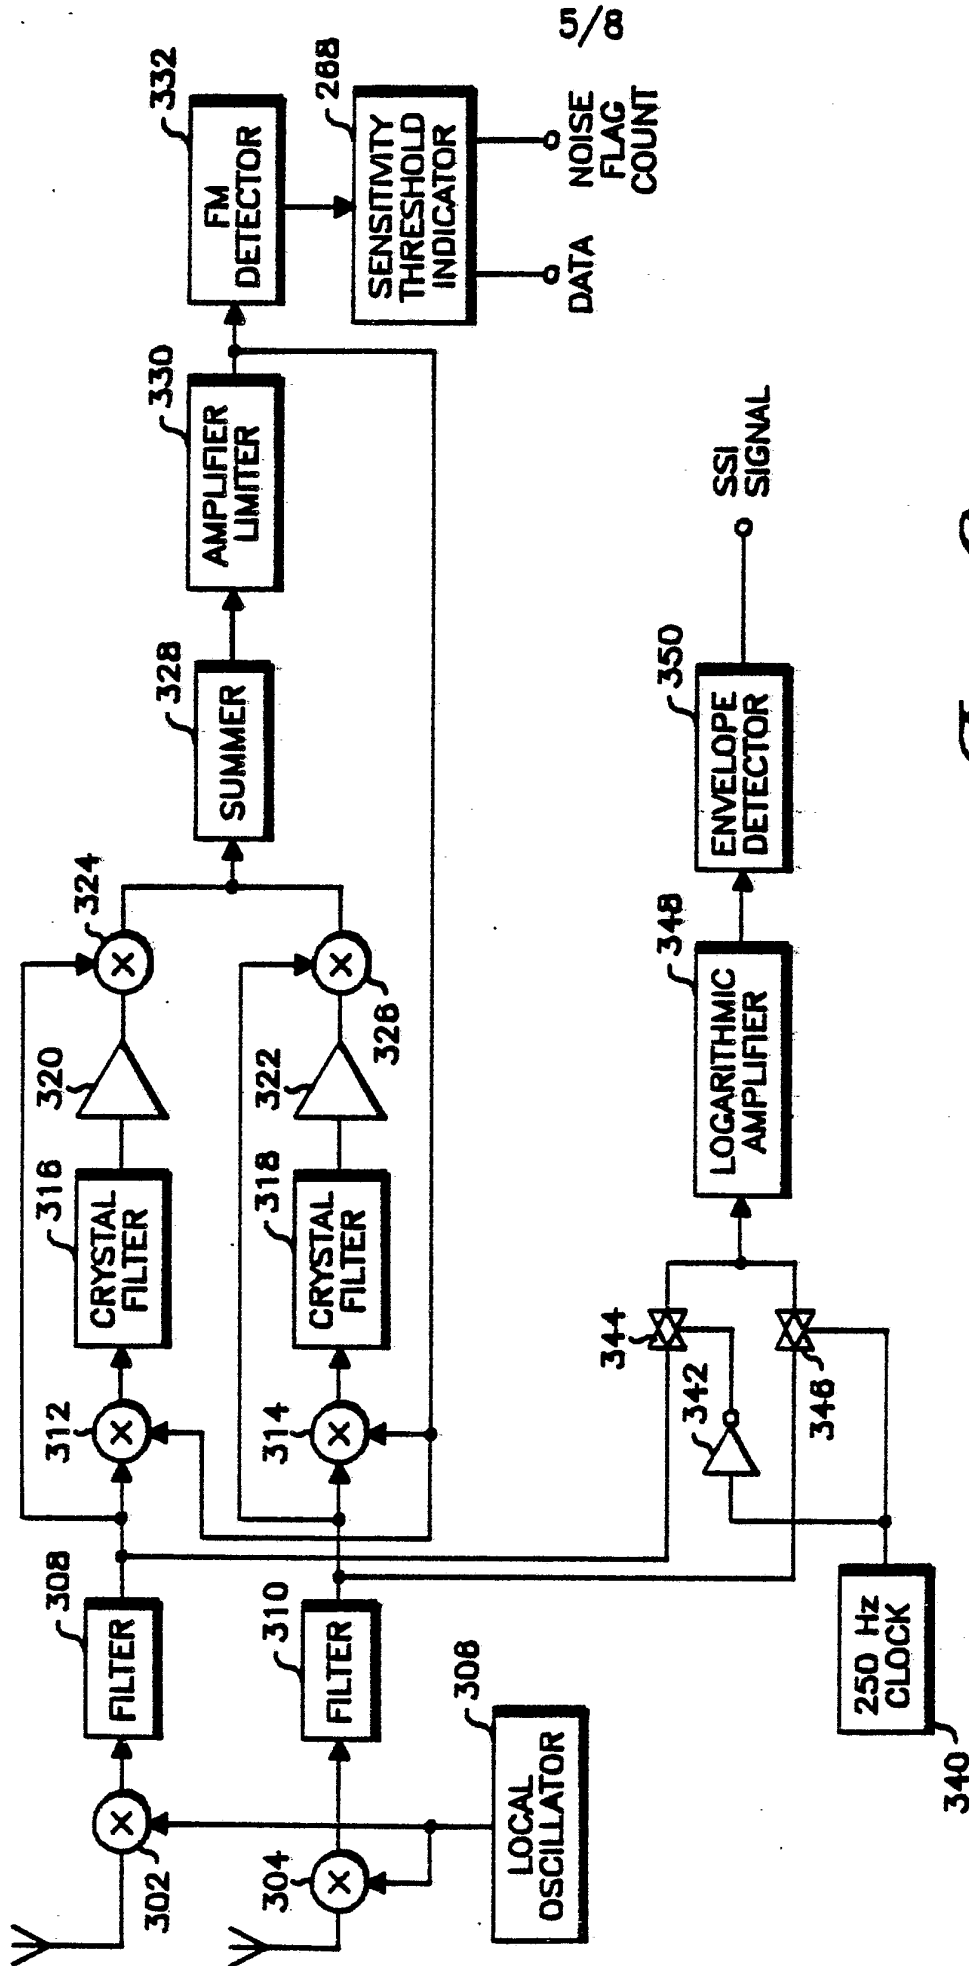 5/8
302
304
LOCAL
OSCILLATOR
306
FILTER
308
FILTER
310
312
314
CRYSTAL
FILTER
316
CRYSTAL
FILTER
318
320
322
324
326
SUMMER
328
AMPLIFIER
LIMITER
330
FM
DETECTOR
332
SENSITIVITY
THRESHOLD
INDICATOR
268
DATA
NOISE
FLAG
COUNT
250 Hz
CLOCK
340
342
344
346
LOGARITHMIC
AMPLIFIER
348
ENVELOPE
DETECTOR
350
SSI
SIGNAL